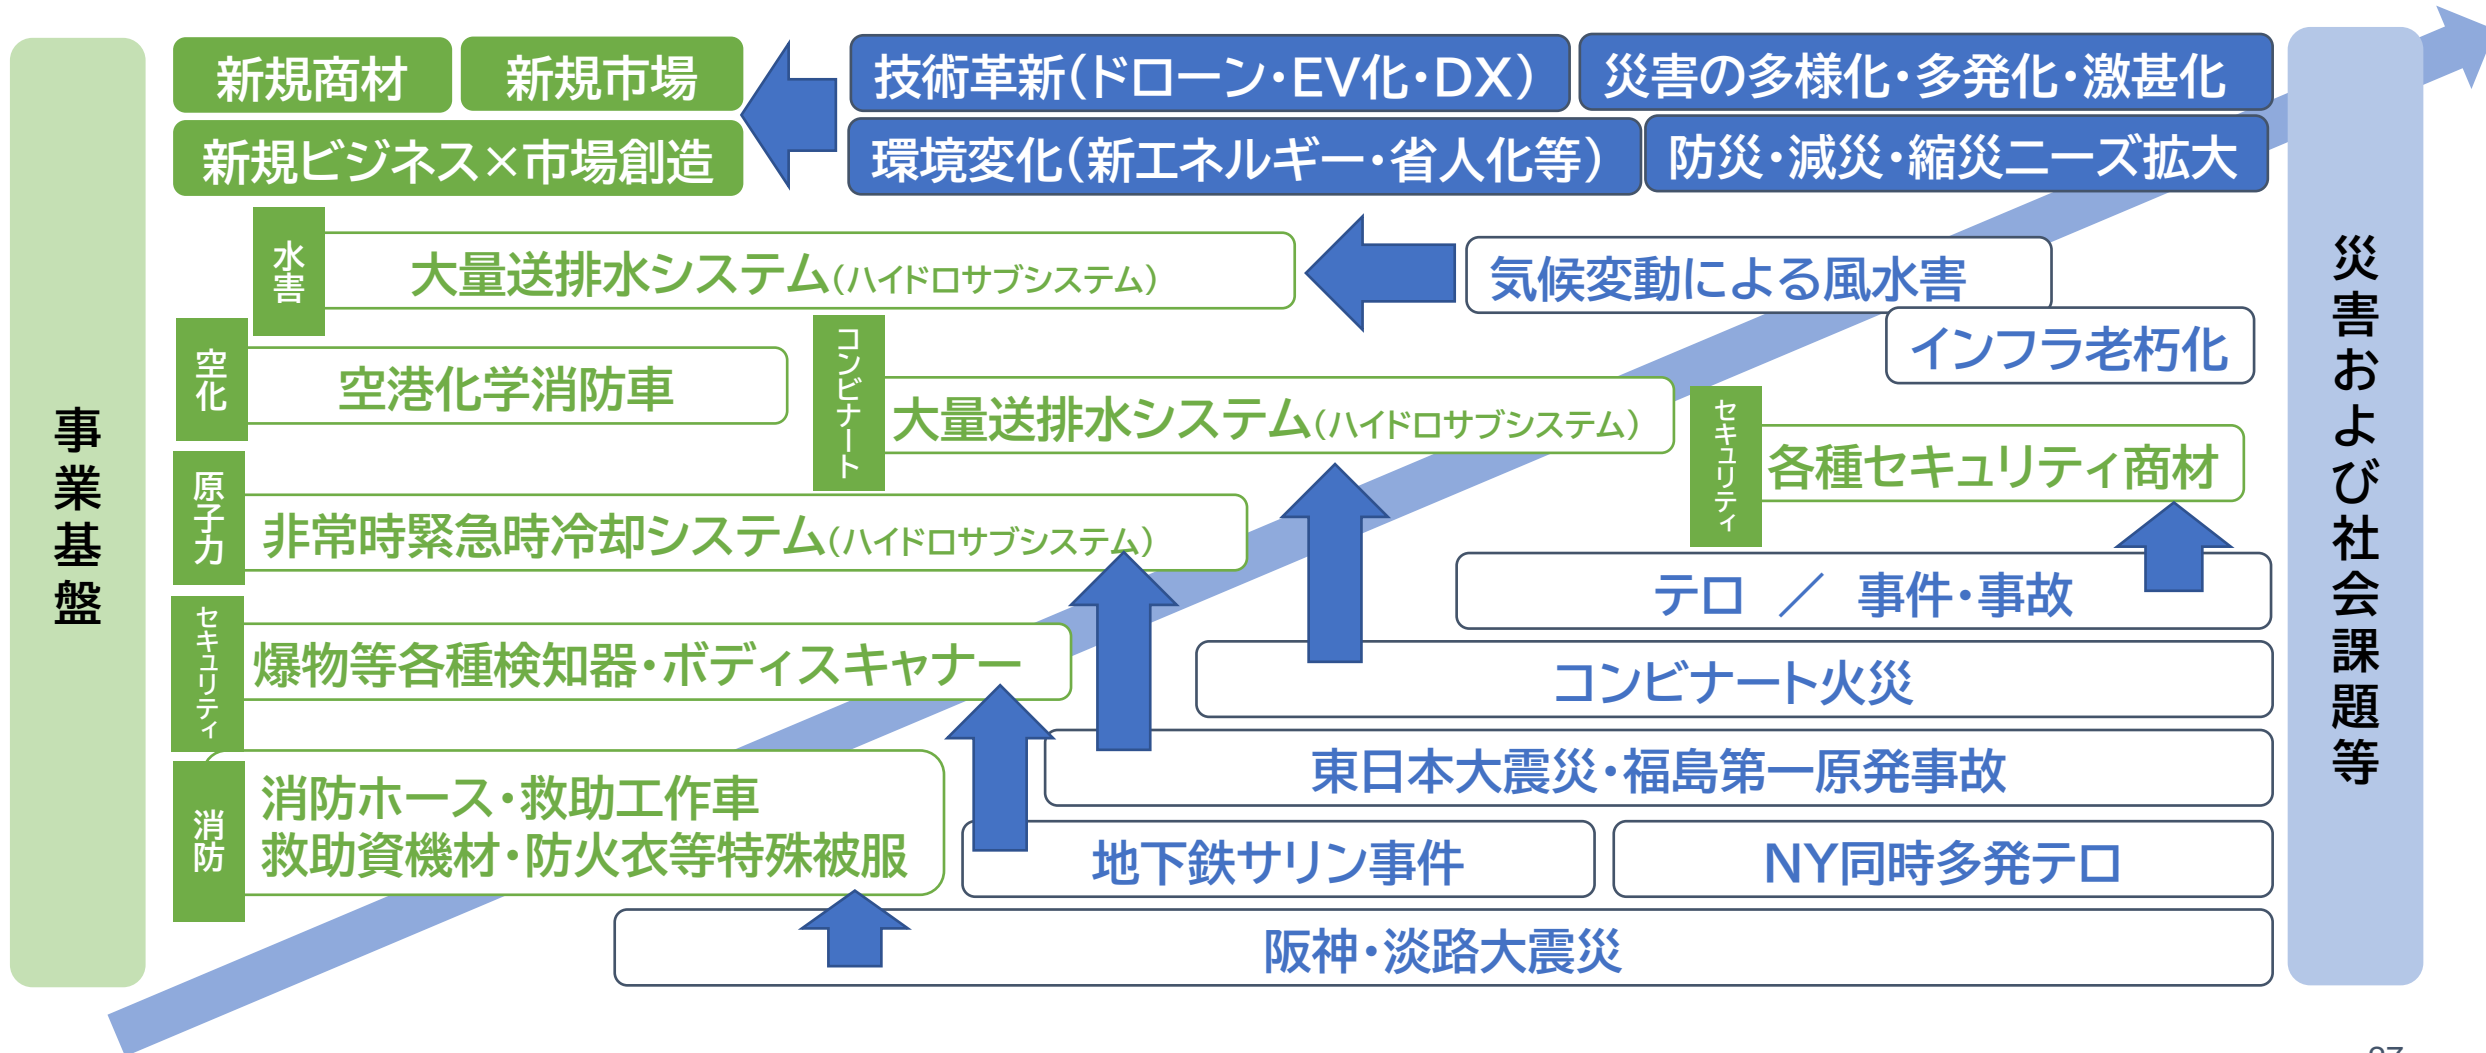 新規商材
新規市場
技術革新（ドローン・EV化・DX）
災害の多様化・多発化・激甚化
新規ビジネス×市場創造
環境変化（新エネルギー・省人化等）
防災・減災・縮災ニーズ拡大
事業基盤
災害および社会課題等
水害
大量送排水システム（ハイドロサブシステム）
気候変動による風水害
インフラ老朽化
空化
空港化学消防車
コンビナート
大量送排水システム（ハイドロサブシステム）
セキュリティ
各種セキュリティ商材
原子力
非常時緊急時冷却システム（ハイドロサブシステム）
テロ ／ 事件・事故
セキュリティ
爆物等各種検知器・ボディスキャナー
コンビナート火災
東日本大震災・福島第一原発事故
消防
消防ホース・救助工作車
救助資機材・防火衣等特殊被服
地下鉄サリン事件
NY同時多発テロ
阪神・淡路大震災